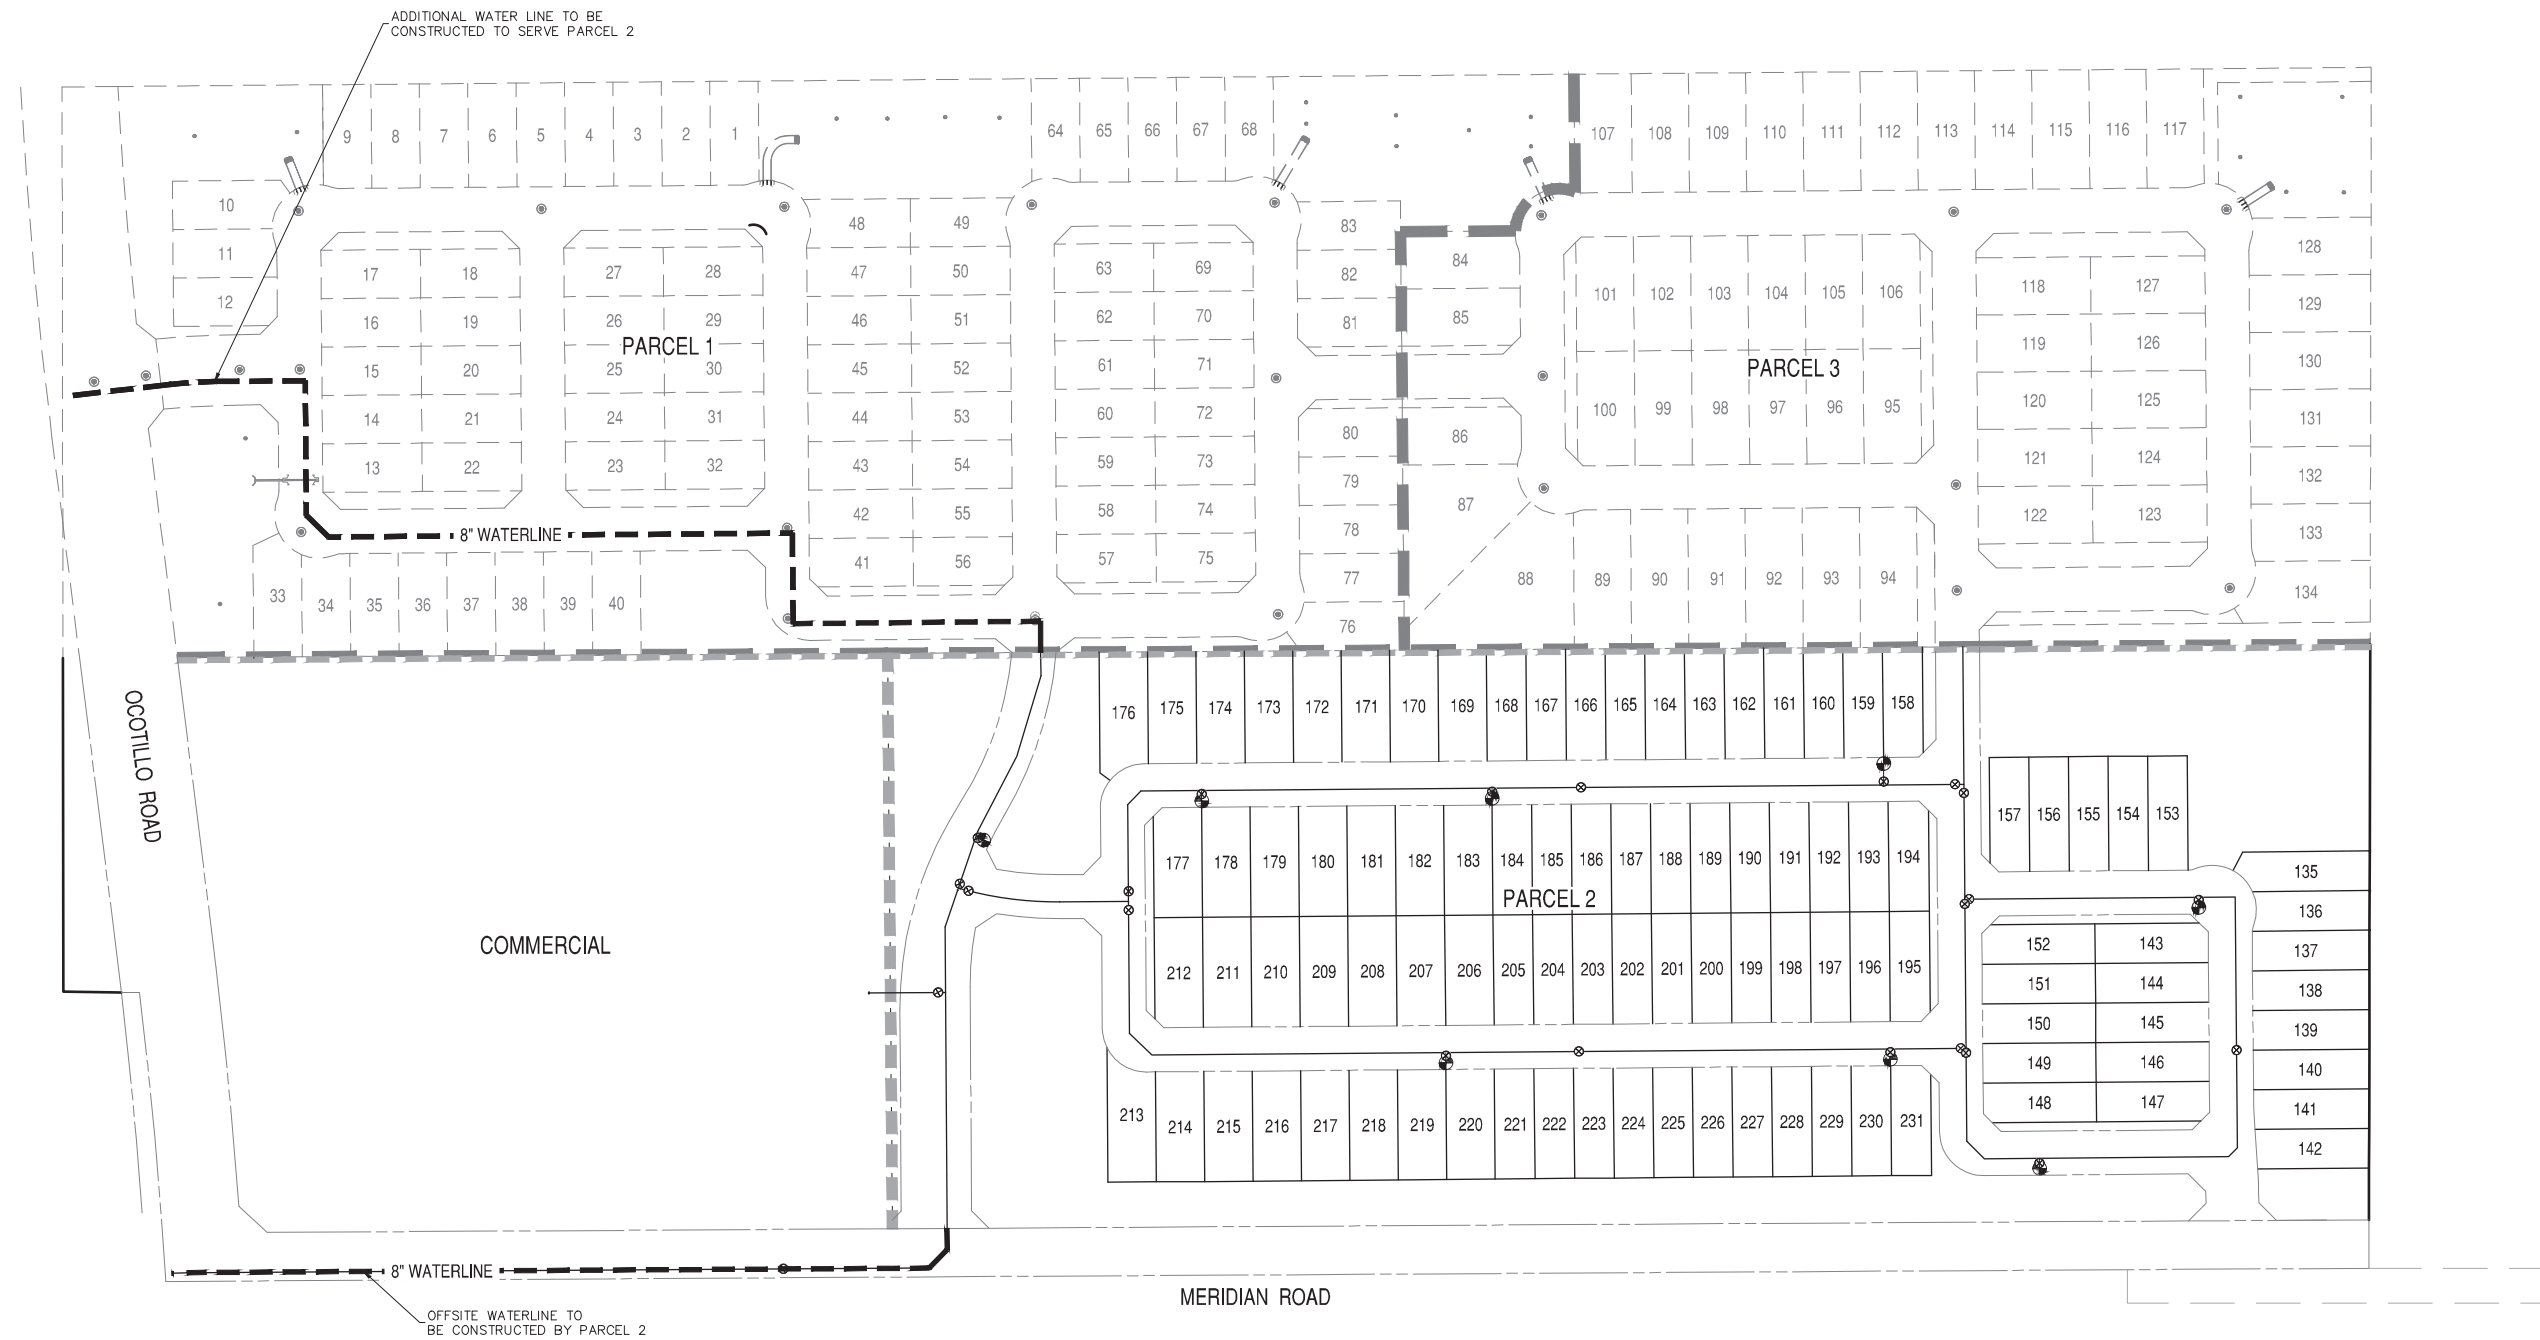 ADDITIONAL WATER LINE TO BE
CONSTRUCTED TO SERVE PARCEL 2
9 8 7 6 5 4 3 2 1 64 65 66 67 68 107 108 109 110 111 112 113 114 115 116 117
10 48 49 83 128
11 17 18 27 28 47 50 63 69 82 84 101 102 103 104 105 106 118 127
12 16 19 26 29 46 51 62 70 81 85 119 126 129
PARCEL 1
PARCEL 3
15 20 25 30 45 52 61 71 130
14 21 24 31 44 53 60 72 80 86 100 99 98 97 96 95 120 125 131
13 22 23 32 43 54 59 73 79 87 121 124 132
42 55 58 74 78 122 123 133
8" WATERLINE
41 56 57 75 77 88 89 90 91 92 93 94 134
33 34 35 36 37 38 39 40 76
OCOTILLO ROAD
176 175 174 173 172 171 170 169 168 167 166 165 164 163 162 161 160 159 158
157 156 155 154 153
177 178 179 180 181 182 183 184 185 186 187 188 189 190 191 192 193 194
135
PARCEL 2
136
COMMERCIAL
152 143 137
212 211 210 209 208 207 206 205 204 203 202 201 200 199 198 197 196 195
151 144 138
150 145 139
149 146 140
148 147 141
213 214 215 216 217 218 219 220 221 222 223 224 225 226 227 228 229 230 231
142
8" WATERLINE
MERIDIAN ROAD
OFFSITE WATERLINE TO
BE CONSTRUCTED BY PARCEL 2